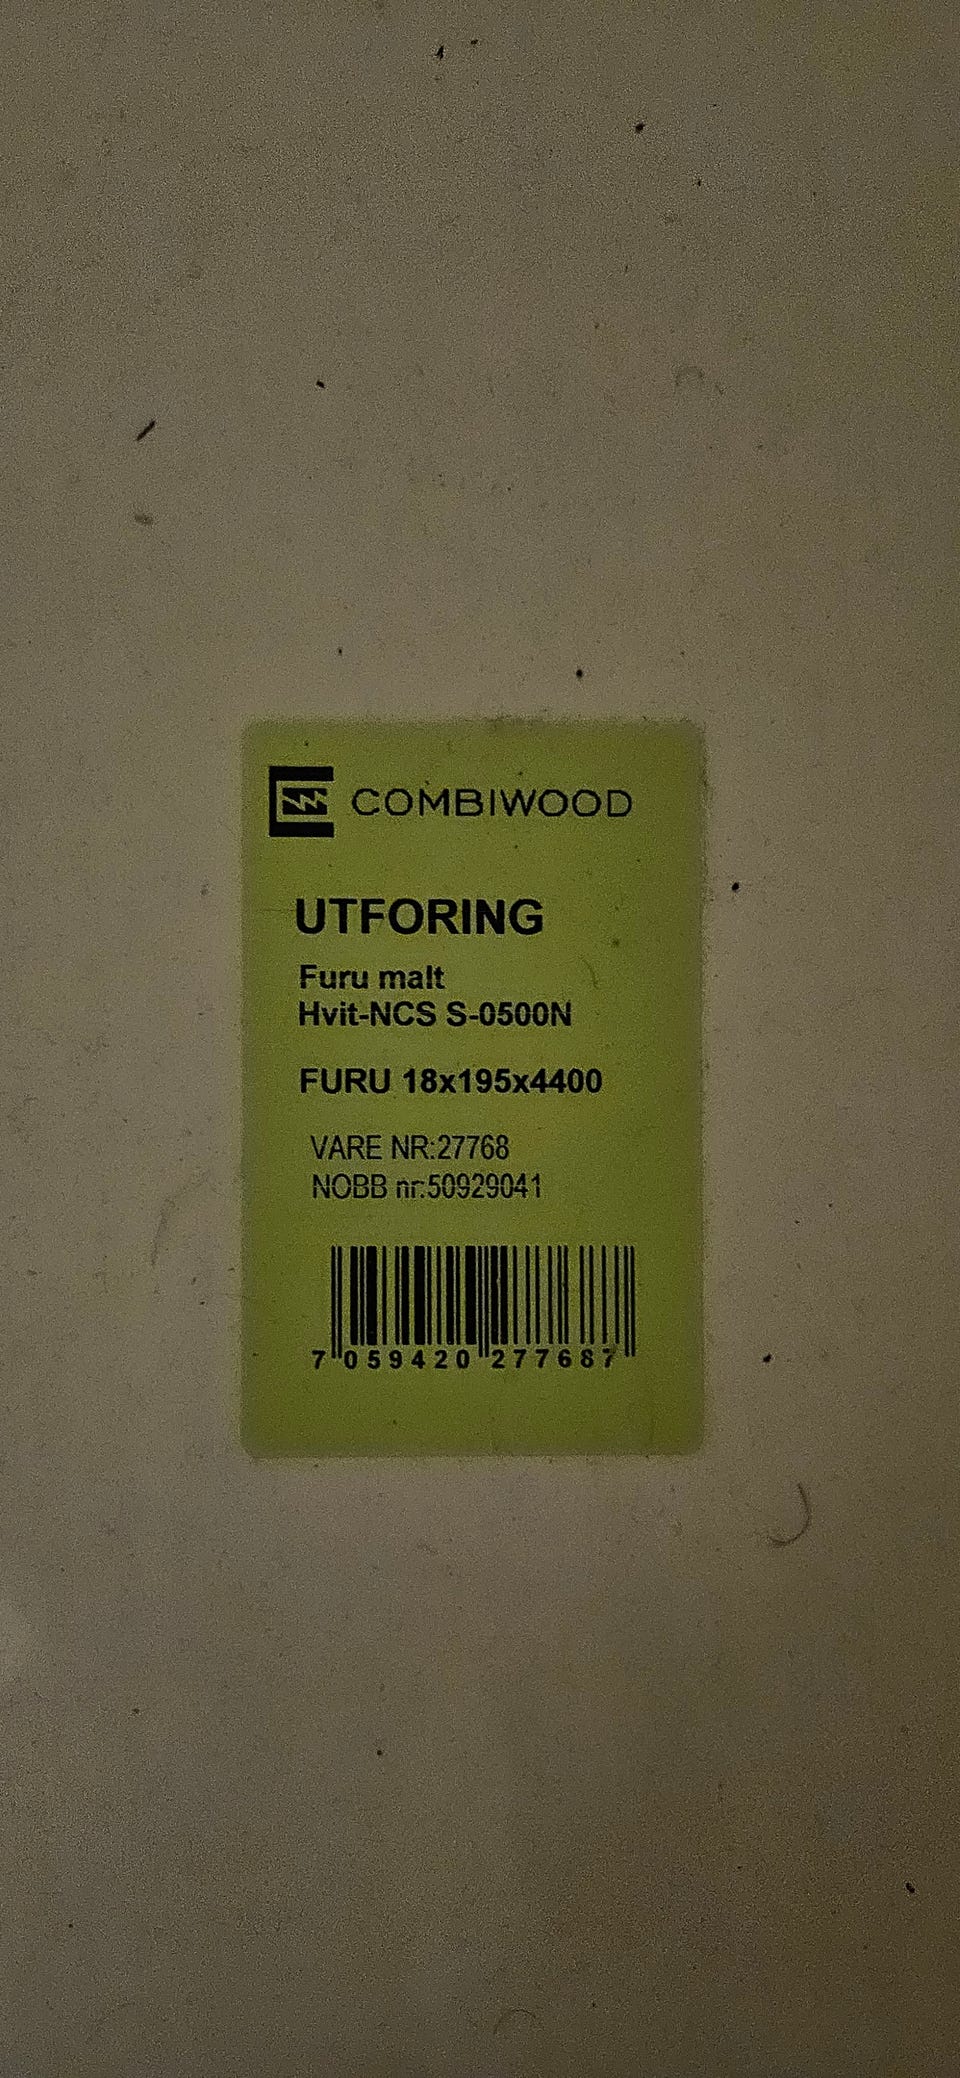 COMBIWOOD
UTFORING
Furu malt
Hvit-NCS S-0500N
FURU 18x195x4400
VARE NR:27768
NOBB nr:50929041
7 059420 277687